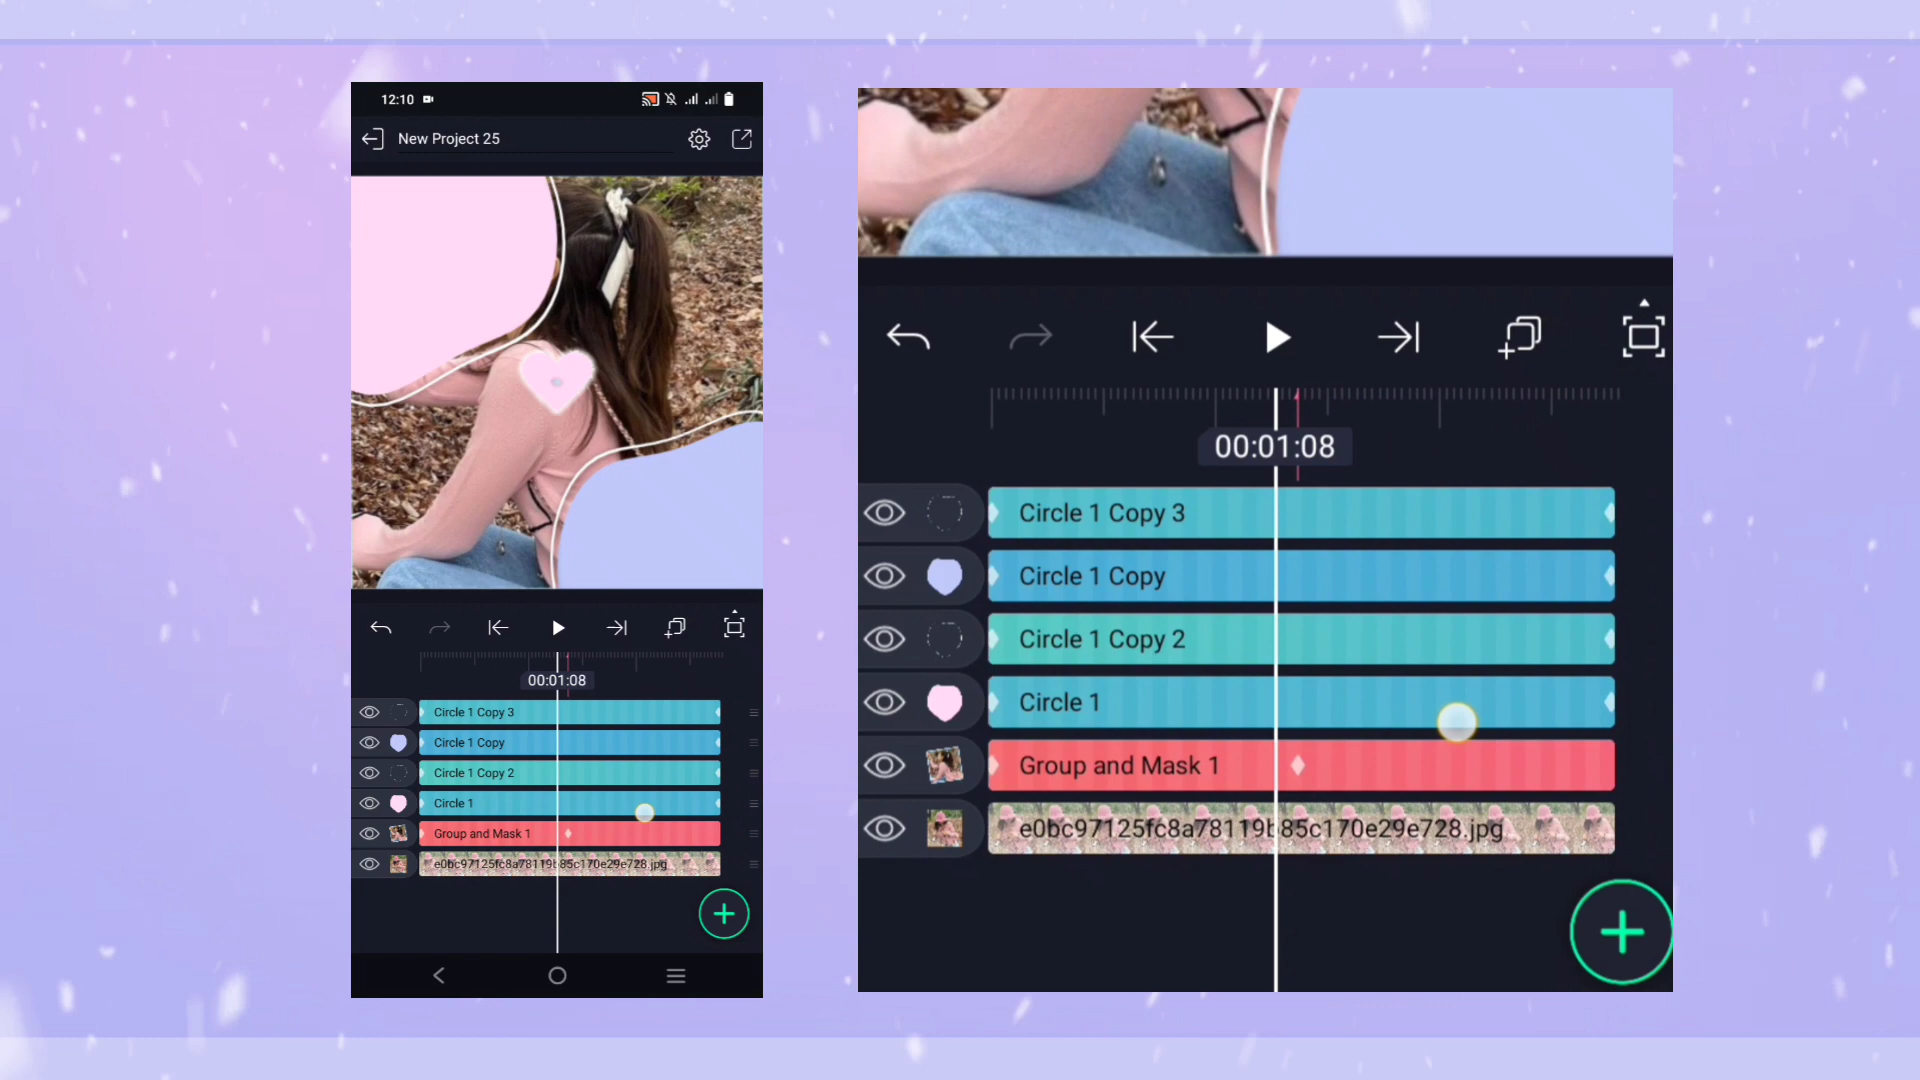 12:10
New Project 25
00:01:08
Circle 1 Copy 3
Circle 1 Copy
Circle 1 Copy 2
Circle 1
Group and Mask 1
e0bc97125fc8a78119b85c170e29e728.jpg
00:01:08
Circle 1 Copy 3
Circle 1 Copy
Circle 1 Copy 2
Circle 1
Group and Mask 1
e0bc97125fc8a78119b85c170e29e728.jpg